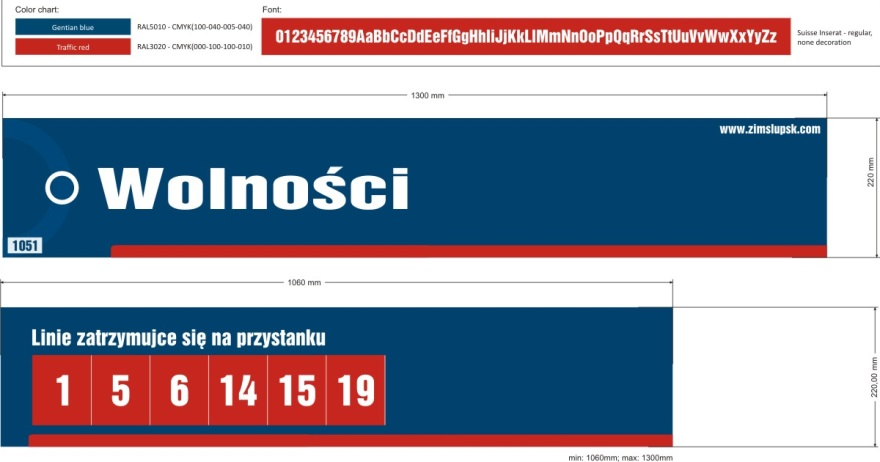 Color chart:
Gentian blue
RAL5010 - CMYK(100-040-005-040)
Traffic red
RAL3020 - CMYK(000-100-100-010)
Font:
0123456789AaBbCcDdEeFfGgHhIiJjKkLlMmNnOoPpQqRrSsTtUuVvWwXxYyZz
Suisse Inserat - regular,
none decoration
1300 mm
www.zimslupsk.com
Wolności
1051
220 mm
1060 mm
Linie zatrzymujce się na przystanku
1 5 6 14 15 19
220,00 mm
min: 1060mm; max: 1300mm